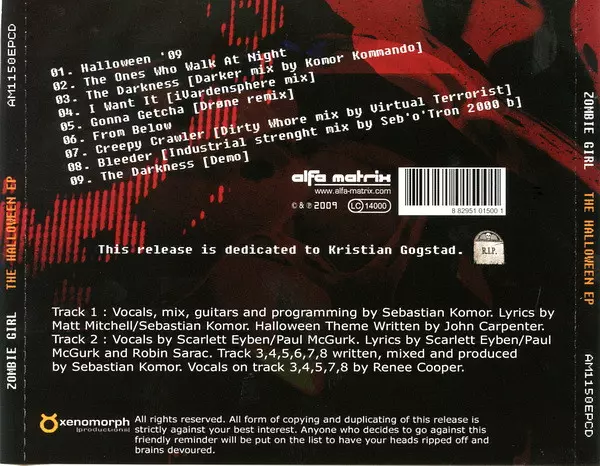 01. Halloween '09
02. The Ones Who Walk At Night
03. The Darkness [Darker mix by Komor Kommando]
04. I Want It [iVardensphere mix]
05. Gonna Getcha [Drøne remix]
06. From Below
07. Creepy Crawler [Dirty Whore mix by Virtual Terrorist]
08. Bleeder [Industrial strenght mix by Seb'o'Tron 2000 b]
09. The Darkness [Demo]
alfa matrix
www.alfa-matrix.com
© & ℗ 2009 LC 14000
8 82951 01500 1
This release is dedicated to Kristian Gogstad.
R.I.P.
Track 1 : Vocals, mix, guitars and programming by Sebastian Komor. Lyrics by
Matt Mitchell/Sebastian Komor. Halloween Theme Written by John Carpenter.
Track 2 : Vocals by Scarlett Eyben/Paul McGurk. Lyrics by Scarlett Eyben/Paul
McGurk and Robin Sarac. Track 3,4,5,6,7,8 written, mixed and produced
by Sebastian Komor. Vocals on track 3,4,5,7,8 by Renee Cooper.
xenomorph
[productions]
All rights reserved. All form of copying and duplicating of this release is
strictly against your best interest. Anyone who decides to go against this
friendly reminder will be put on the list to have your heads ripped off and
brains devoured.
ZOMBIE GIRL THE HALLOWEEN EP AM1150EPCD
ZOMBIE GIRL THE HALLOWEEN EP AM1150EPCD